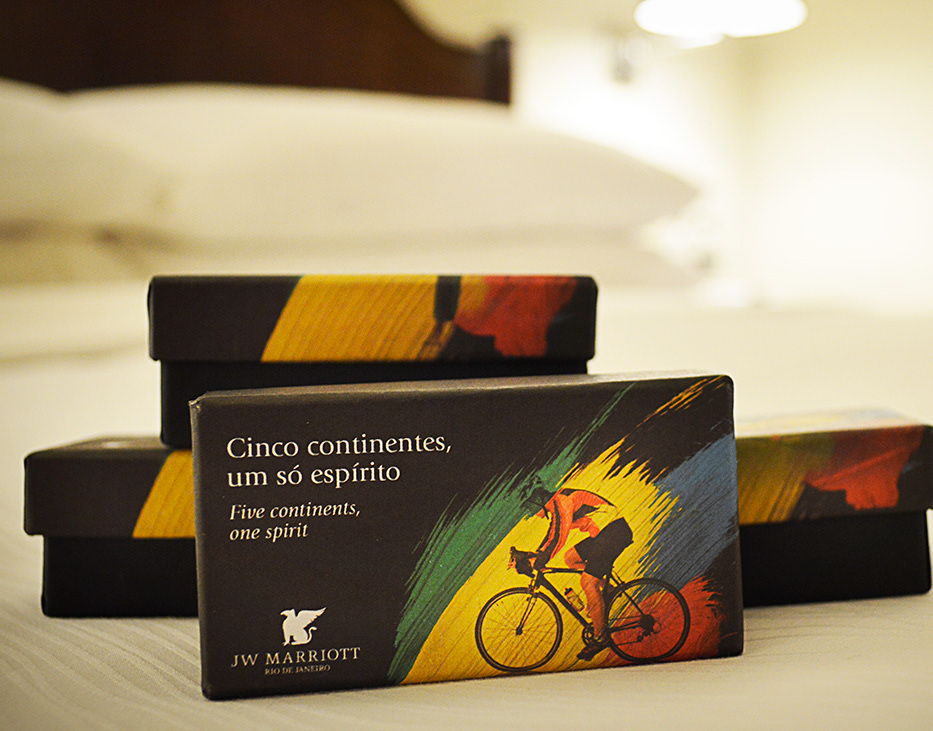 Cinco continentes,
um só espírito
Five continents,
one spirit
JW MARRIOTT
RIO DE JANEIRO